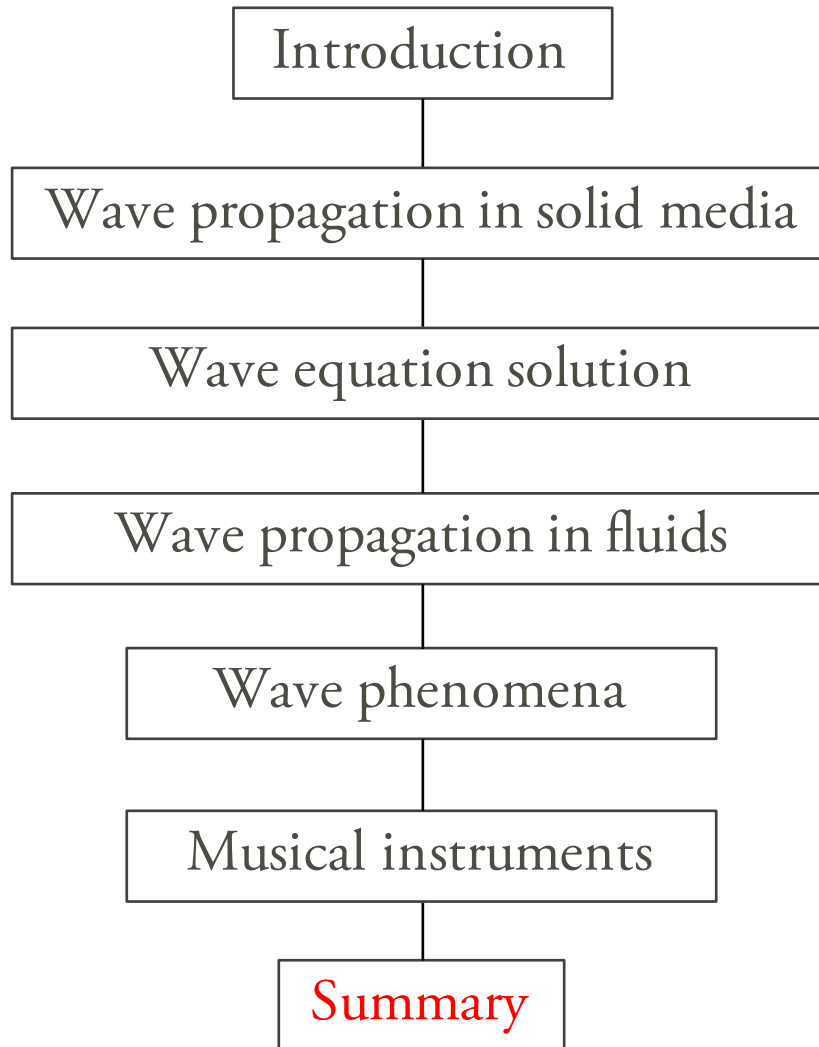 Introduction
Wave propagation in solid media
Wave equation solution
Wave propagation in fluids
Wave phenomena
Musical instruments
Summary